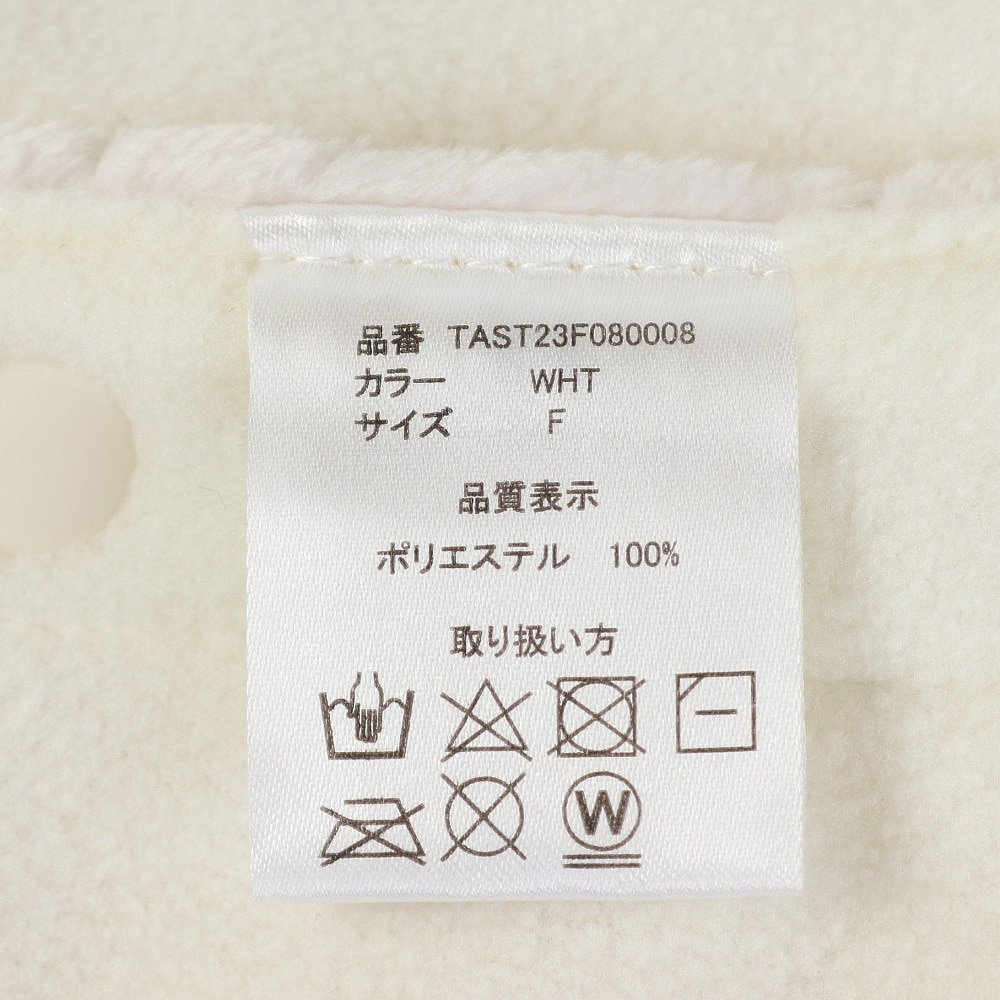 品番 TAST23F080008
カラー WHT
サイズ F
品質表示
ポリエステル 100%
取り扱い方
W